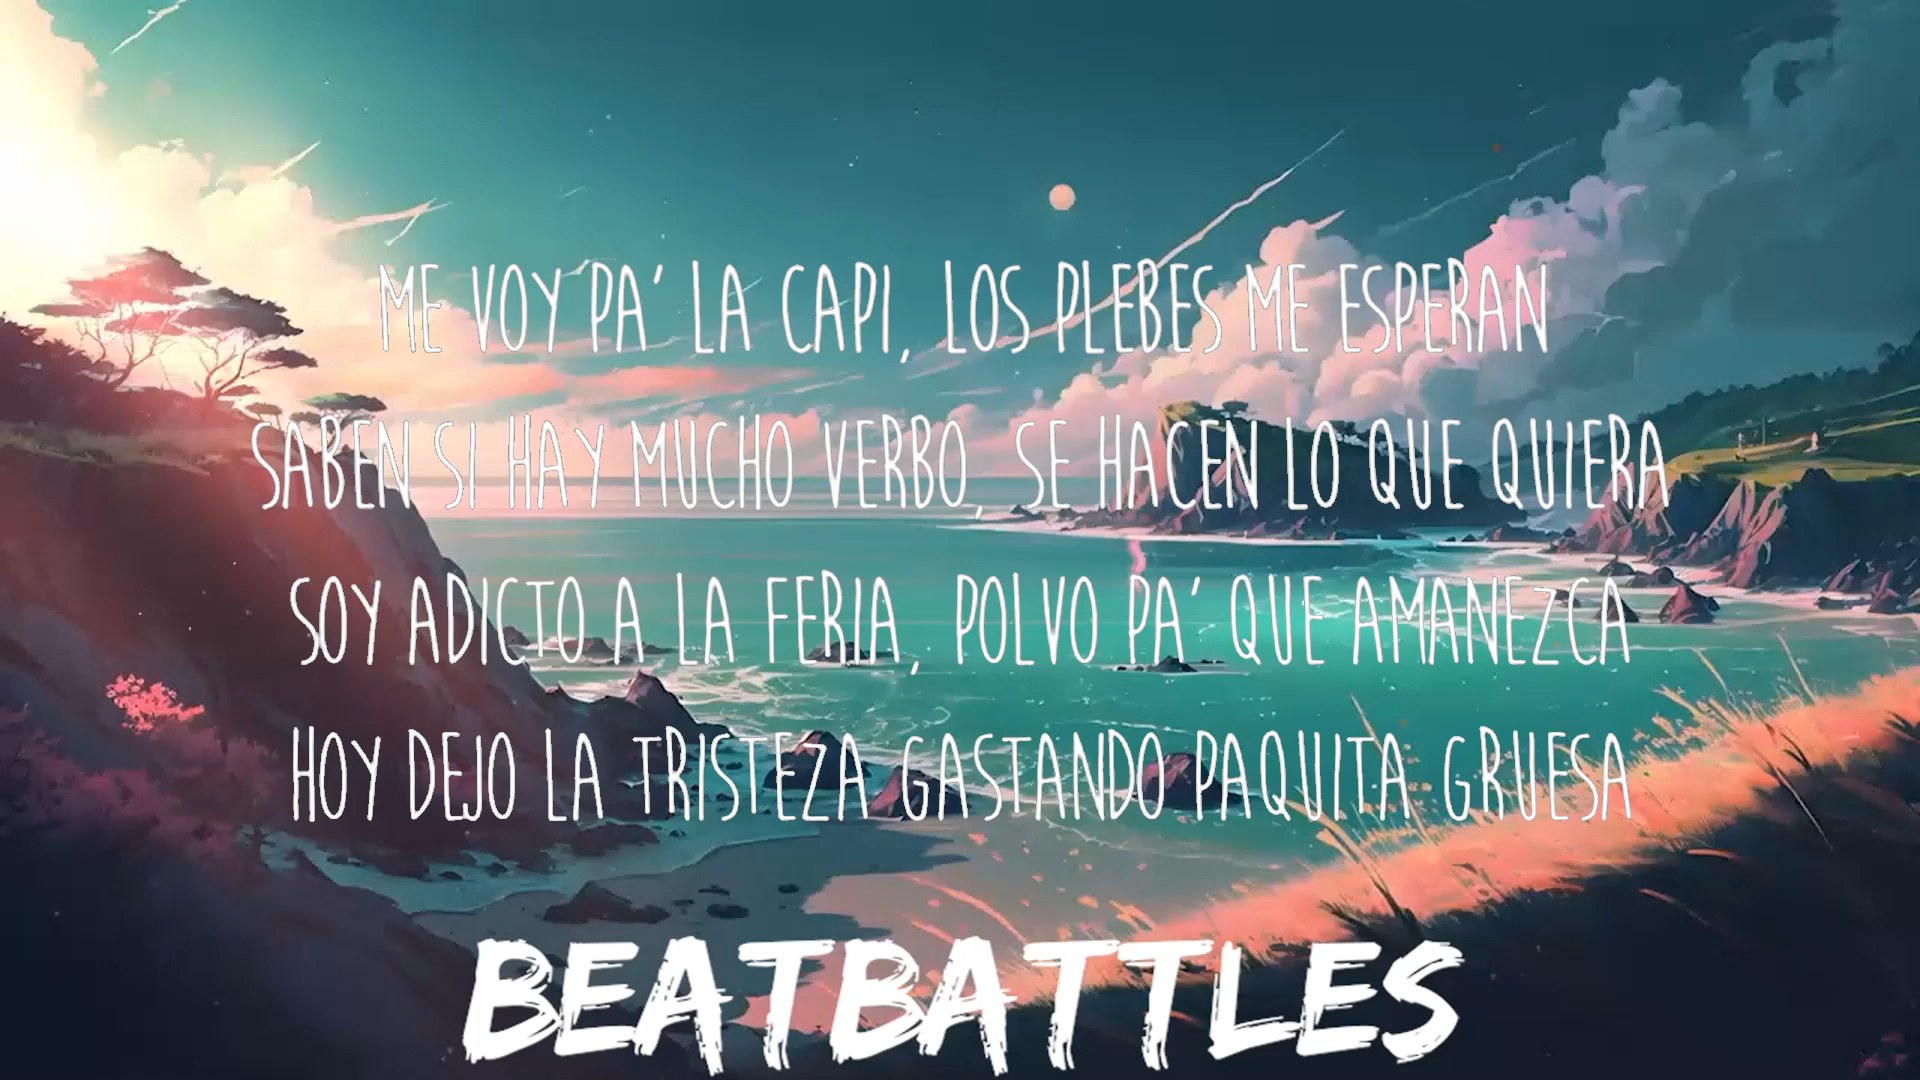 ME VOY PA' LA CAPI, LOS PLEBES ME ESPERAN
SABEN SI HAY MUCHO VERBO, SE HACEN LO QUE QUIERA
SOY ADICTO A LA FERIA, POLVO PA' QUE AMANEZCA
HOY DEJO LA TRISTEZA GASTANDO PAQUITA GRUESA
BEATBATTLES